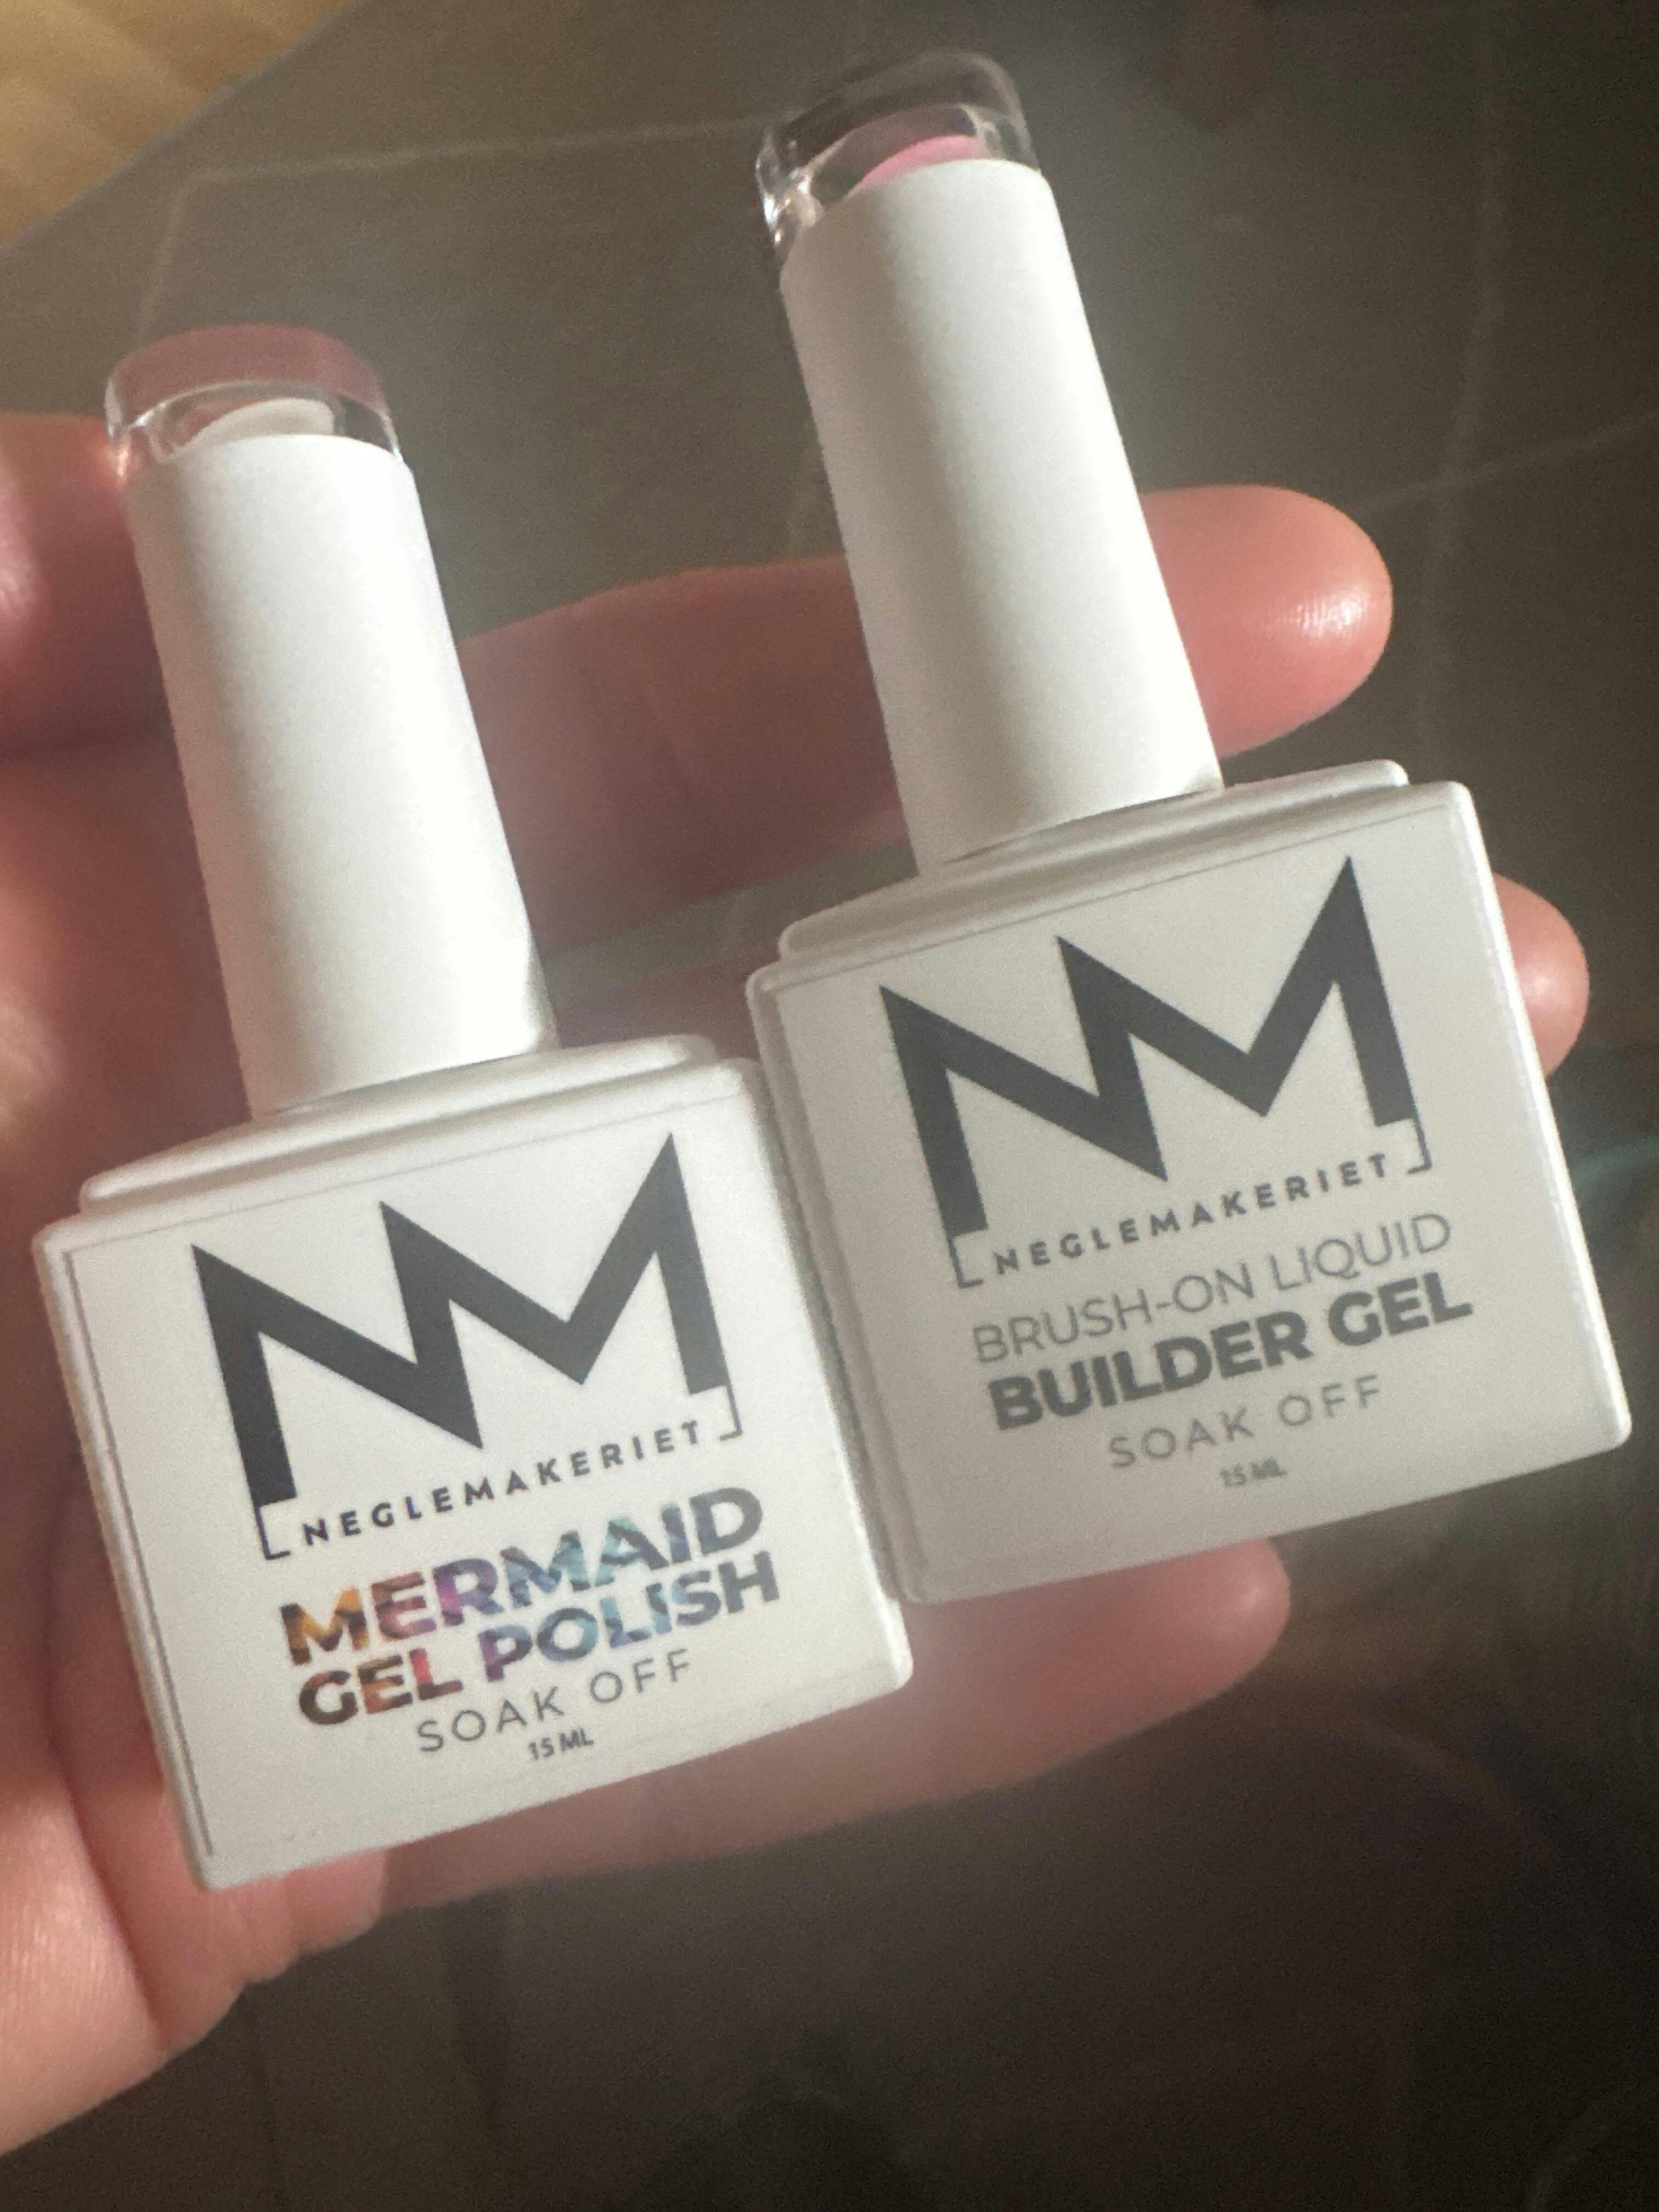 NM
NEGLEMAKERIET
MERMAID
GEL POLISH
SOAK OFF
15 ML
NM
NEGLEMAKERIET
BRUSH-ON LIQUID
BUILDER GEL
SOAK OFF
15 ML